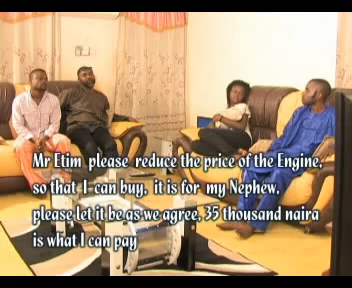 Mr Etim please reduce the price of the Engine,
so that I can buy. it is for my Nephew,
please let it be as we agree, 35 thousand naira
is what I can pay